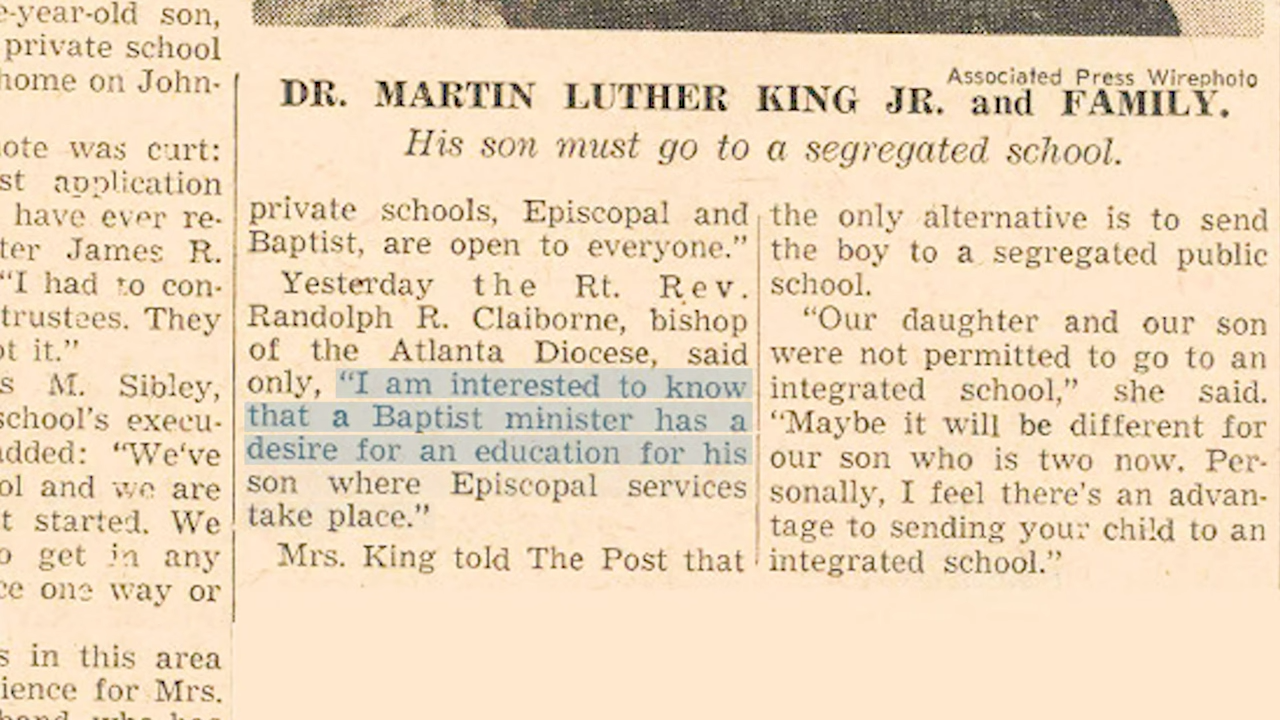 e-year-old son,
private school
home on John-
ote was curt:
st application
have ever re-
ter James R.
“I had to con-
trustees. They
ot it.”
s M. Sibley,
school's execu-
added: “We've
ol and we are
t started. We
o get in any
ce one way or
s in this area
ience for Mrs.
Associated Press Wirephoto
DR. MARTIN LUTHER KING JR. and FAMILY.
His son must go to a segregated school.
private schools, Episcopal and
Baptist, are open to everyone.”
Yesterday the Rt. Rev.
Randolph R. Claiborne, bishop
of the Atlanta Diocese, said
only, “I am interested to know
that a Baptist minister has a
desire for an education for his
son where Episcopal services
take place.”
Mrs. King told The Post that
the only alternative is to send
the boy to a segregated public
school.
“Our daughter and our son
were not permitted to go to an
integrated school,” she said.
“Maybe it will be different for
our son who is two now. Per-
sonally, I feel there's an advan-
tage to sending your child to an
integrated school.”